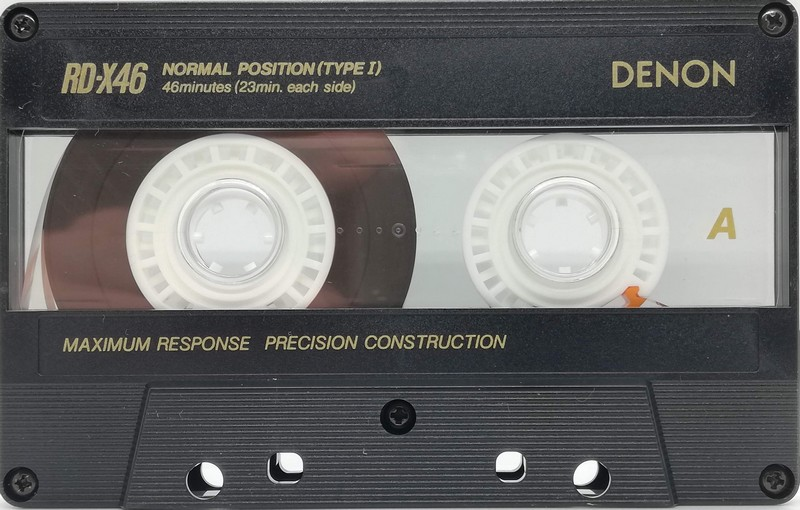 RD-X46 NORMAL POSITION (TYPE I) DENON
46minutes (23min. each side)
A
MAXIMUM RESPONSE PRECISION CONSTRUCTION